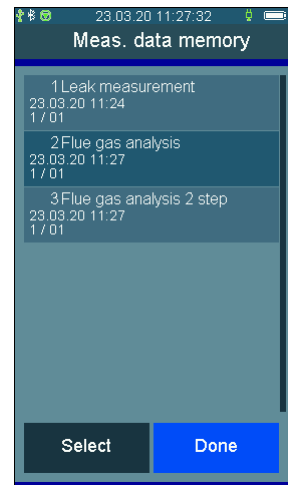 23.03.20 11:27:32
Meas. data memory
1 Leak measurement
23.03.20 11:24
1 / 01
2 Flue gas analysis
23.03.20 11:27
1 / 01
3 Flue gas analysis 2 step
23.03.20 11:27
1 / 01
Select Done